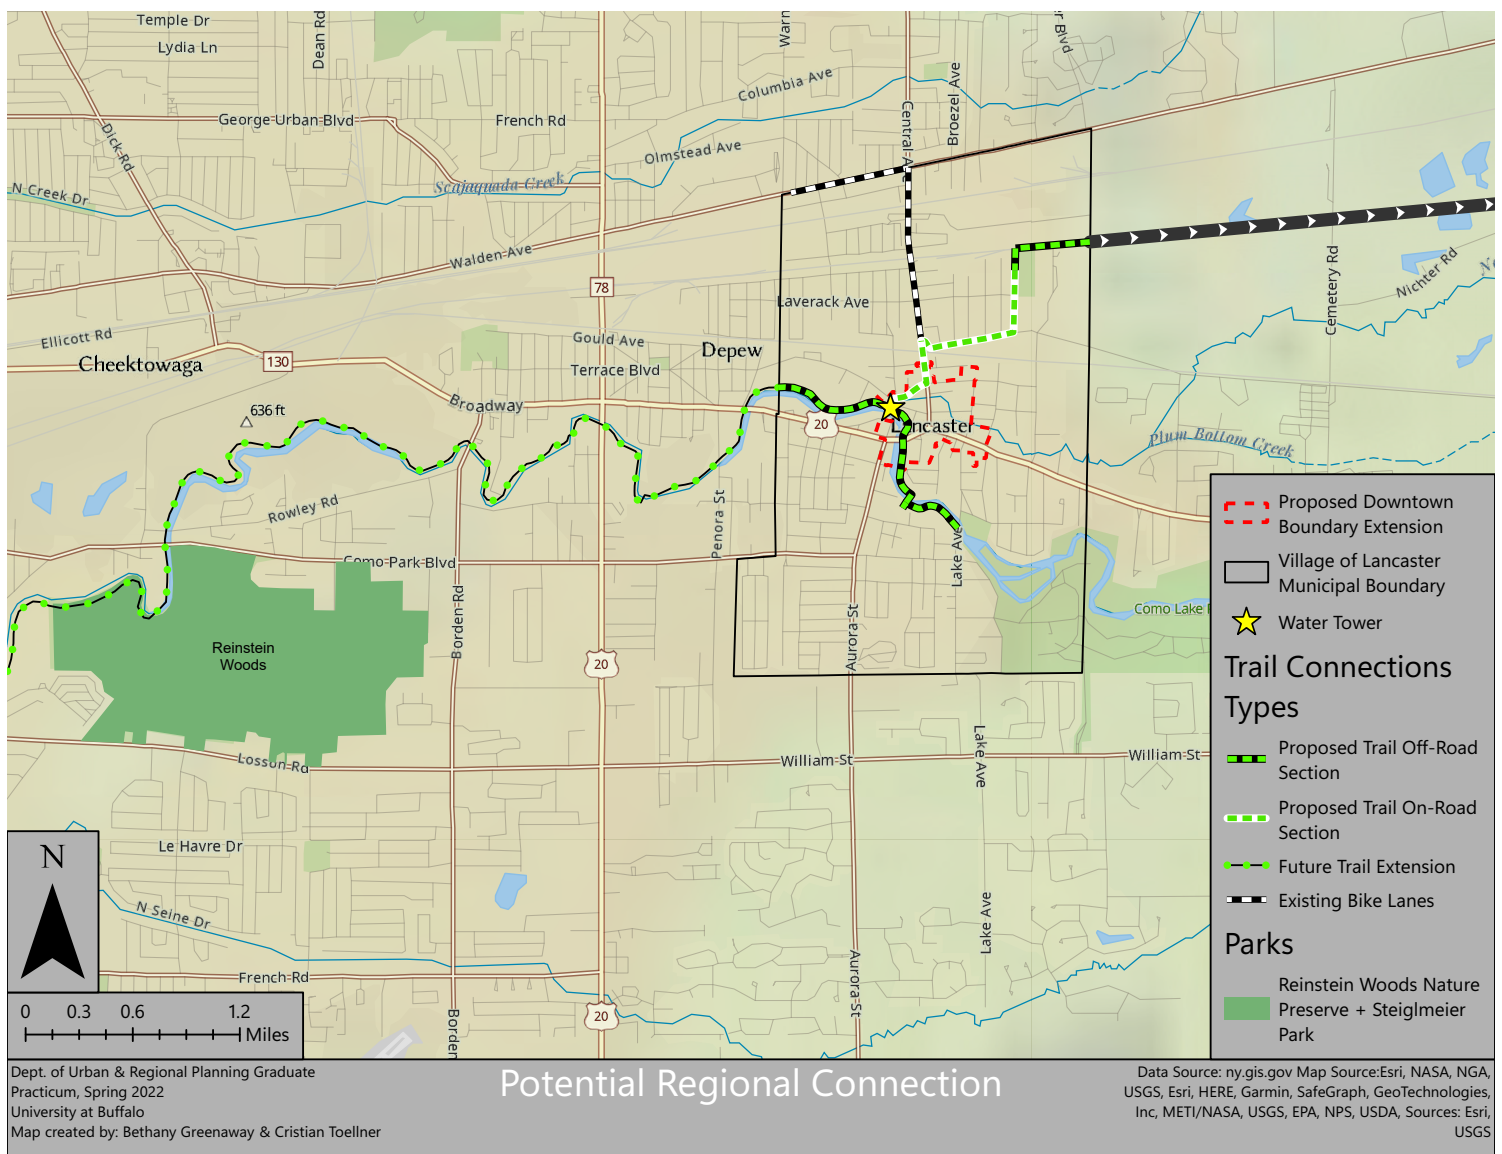 Temple Dr
Lydia Ln
Dean Rd
Warn
r Blvd
Columbia Ave
Broezel Ave
Central Ave
George Urban Blvd
French Rd
Dick Rd
Olmstead Ave
N Creek Dr
Scajaquada Creek
Walden Ave
78
Laverack Ave
Cemetery Rd
Nichter Rd
Ellicott Rd
Cheektowaga
130
Gould Ave
Terrace Blvd
Depew
Broadway
636 ft
20
Lancaster
Plum Bottom Creek
Rowley Rd
Penora St
Como Park Blvd
Lake Ave
Borden Rd
Aurora St
Como Lake P
Reinstein
Woods
20
Losson Rd
William St
Lake Ave
William St
Le Havre Dr
N Seine Dr
Lake Ave
French Rd
Aurora St
20
Borden
Proposed Downtown
Boundary Extension
Village of Lancaster
Municipal Boundary
Water Tower
Trail Connections
Types
Proposed Trail Off-Road
Section
Proposed Trail On-Road
Section
Future Trail Extension
Existing Bike Lanes
Parks
Reinstein Woods Nature
Preserve + Steiglmeier
Park
N
0 0.3 0.6 1.2
Miles
Dept. of Urban & Regional Planning Graduate
Practicum, Spring 2022
University at Buffalo
Map created by: Bethany Greenaway & Cristian Toellner
Potential Regional Connection
Data Source: ny.gis.gov Map Source:Esri, NASA, NGA,
USGS, Esri, HERE, Garmin, SafeGraph, GeoTechnologies,
Inc, METI/NASA, USGS, EPA, NPS, USDA, Sources: Esri,
USGS